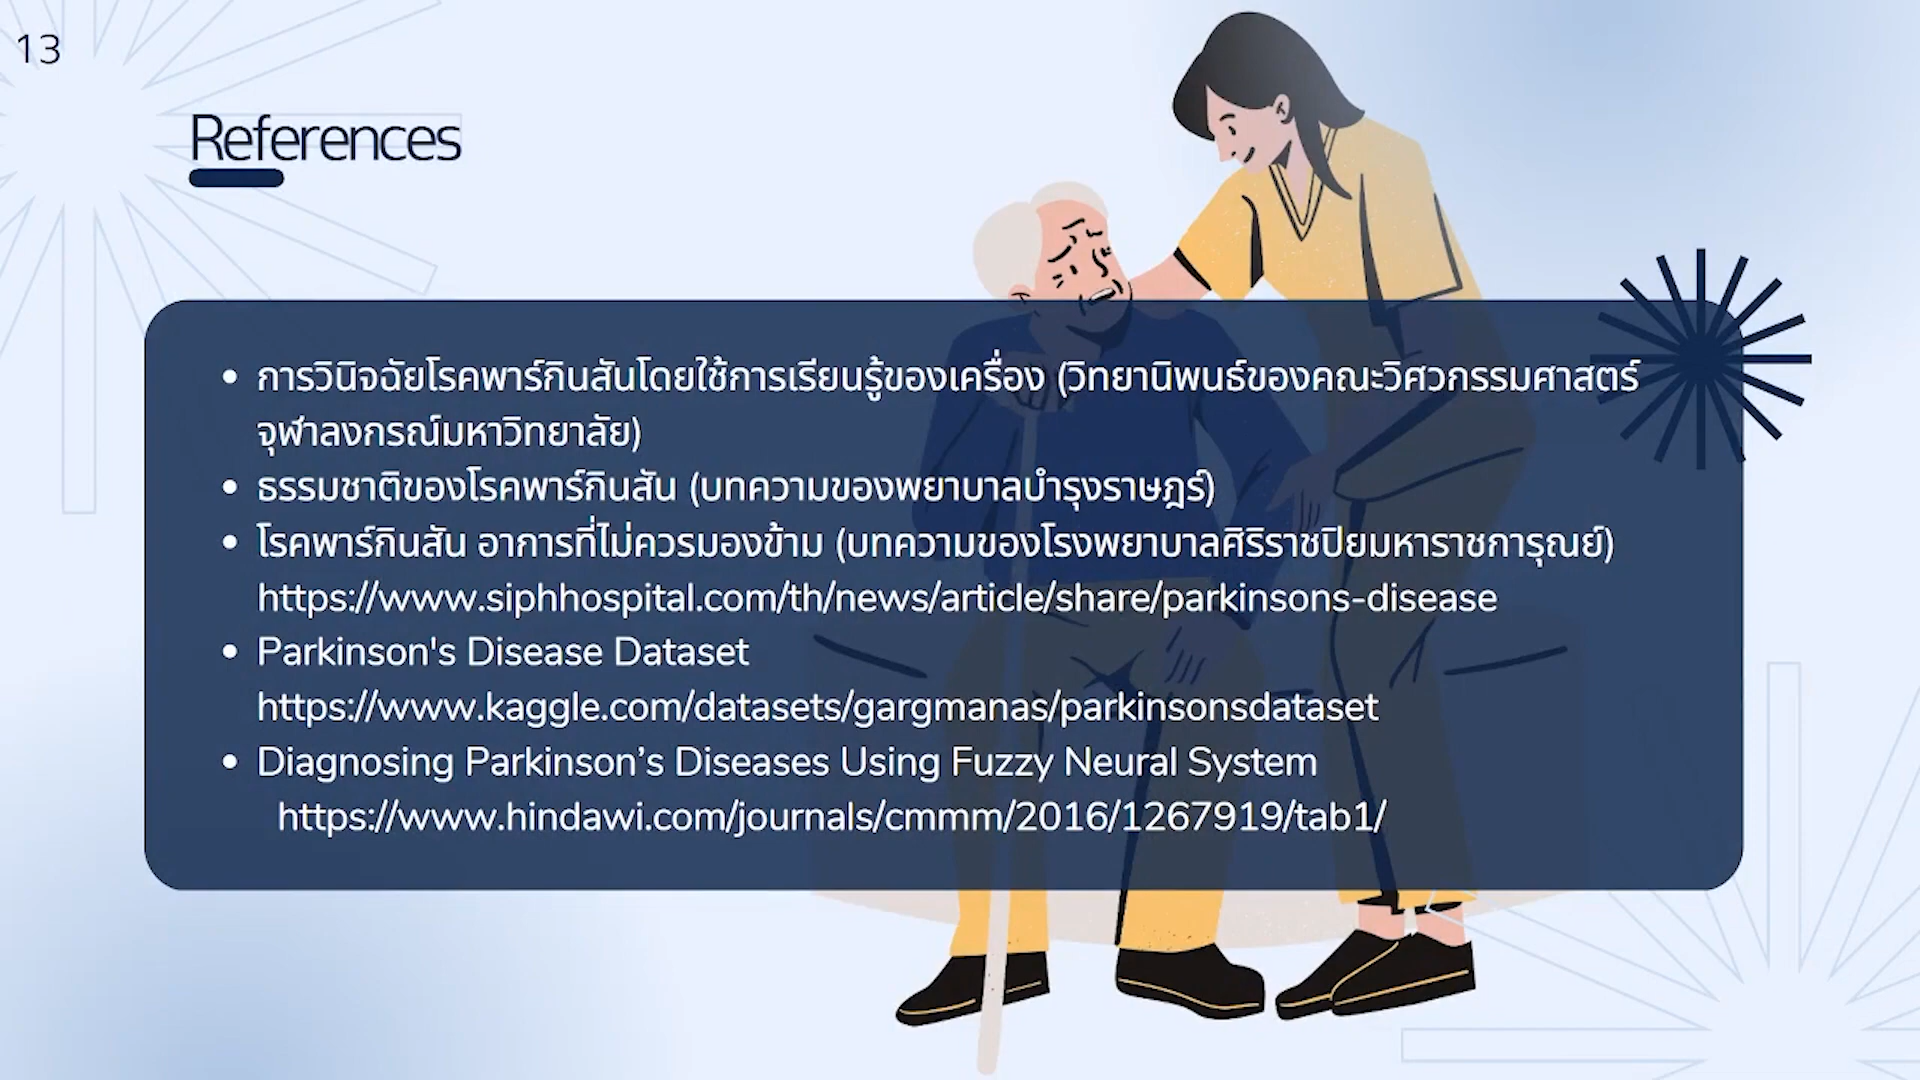 13
References
• การวินิจฉัยโรคพาร์กินสันโดยใช้การเรียนรู้ของเครื่อง (วิทยานิพนธ์ของคณะวิศวกรรมศาสตร์
จุฬาลงกรณ์มหาวิทยาลัย)
• ธรรมชาติของโรคพาร์กินสัน (บทความของพยาบาลบำรุงราษฎร์)
• โรคพาร์กินสัน อาการที่ไม่ควรมองข้าม (บทความของโรงพยาบาลศิริราชปิยมหาราชการุณย์)
https://www.siphhospital.com/th/news/article/share/parkinsons-disease
• Parkinson's Disease Dataset
https://www.kaggle.com/datasets/gargmanas/parkinsonsdataset
• Diagnosing Parkinson’s Diseases Using Fuzzy Neural System
https://www.hindawi.com/journals/cmmm/2016/1267919/tab1/